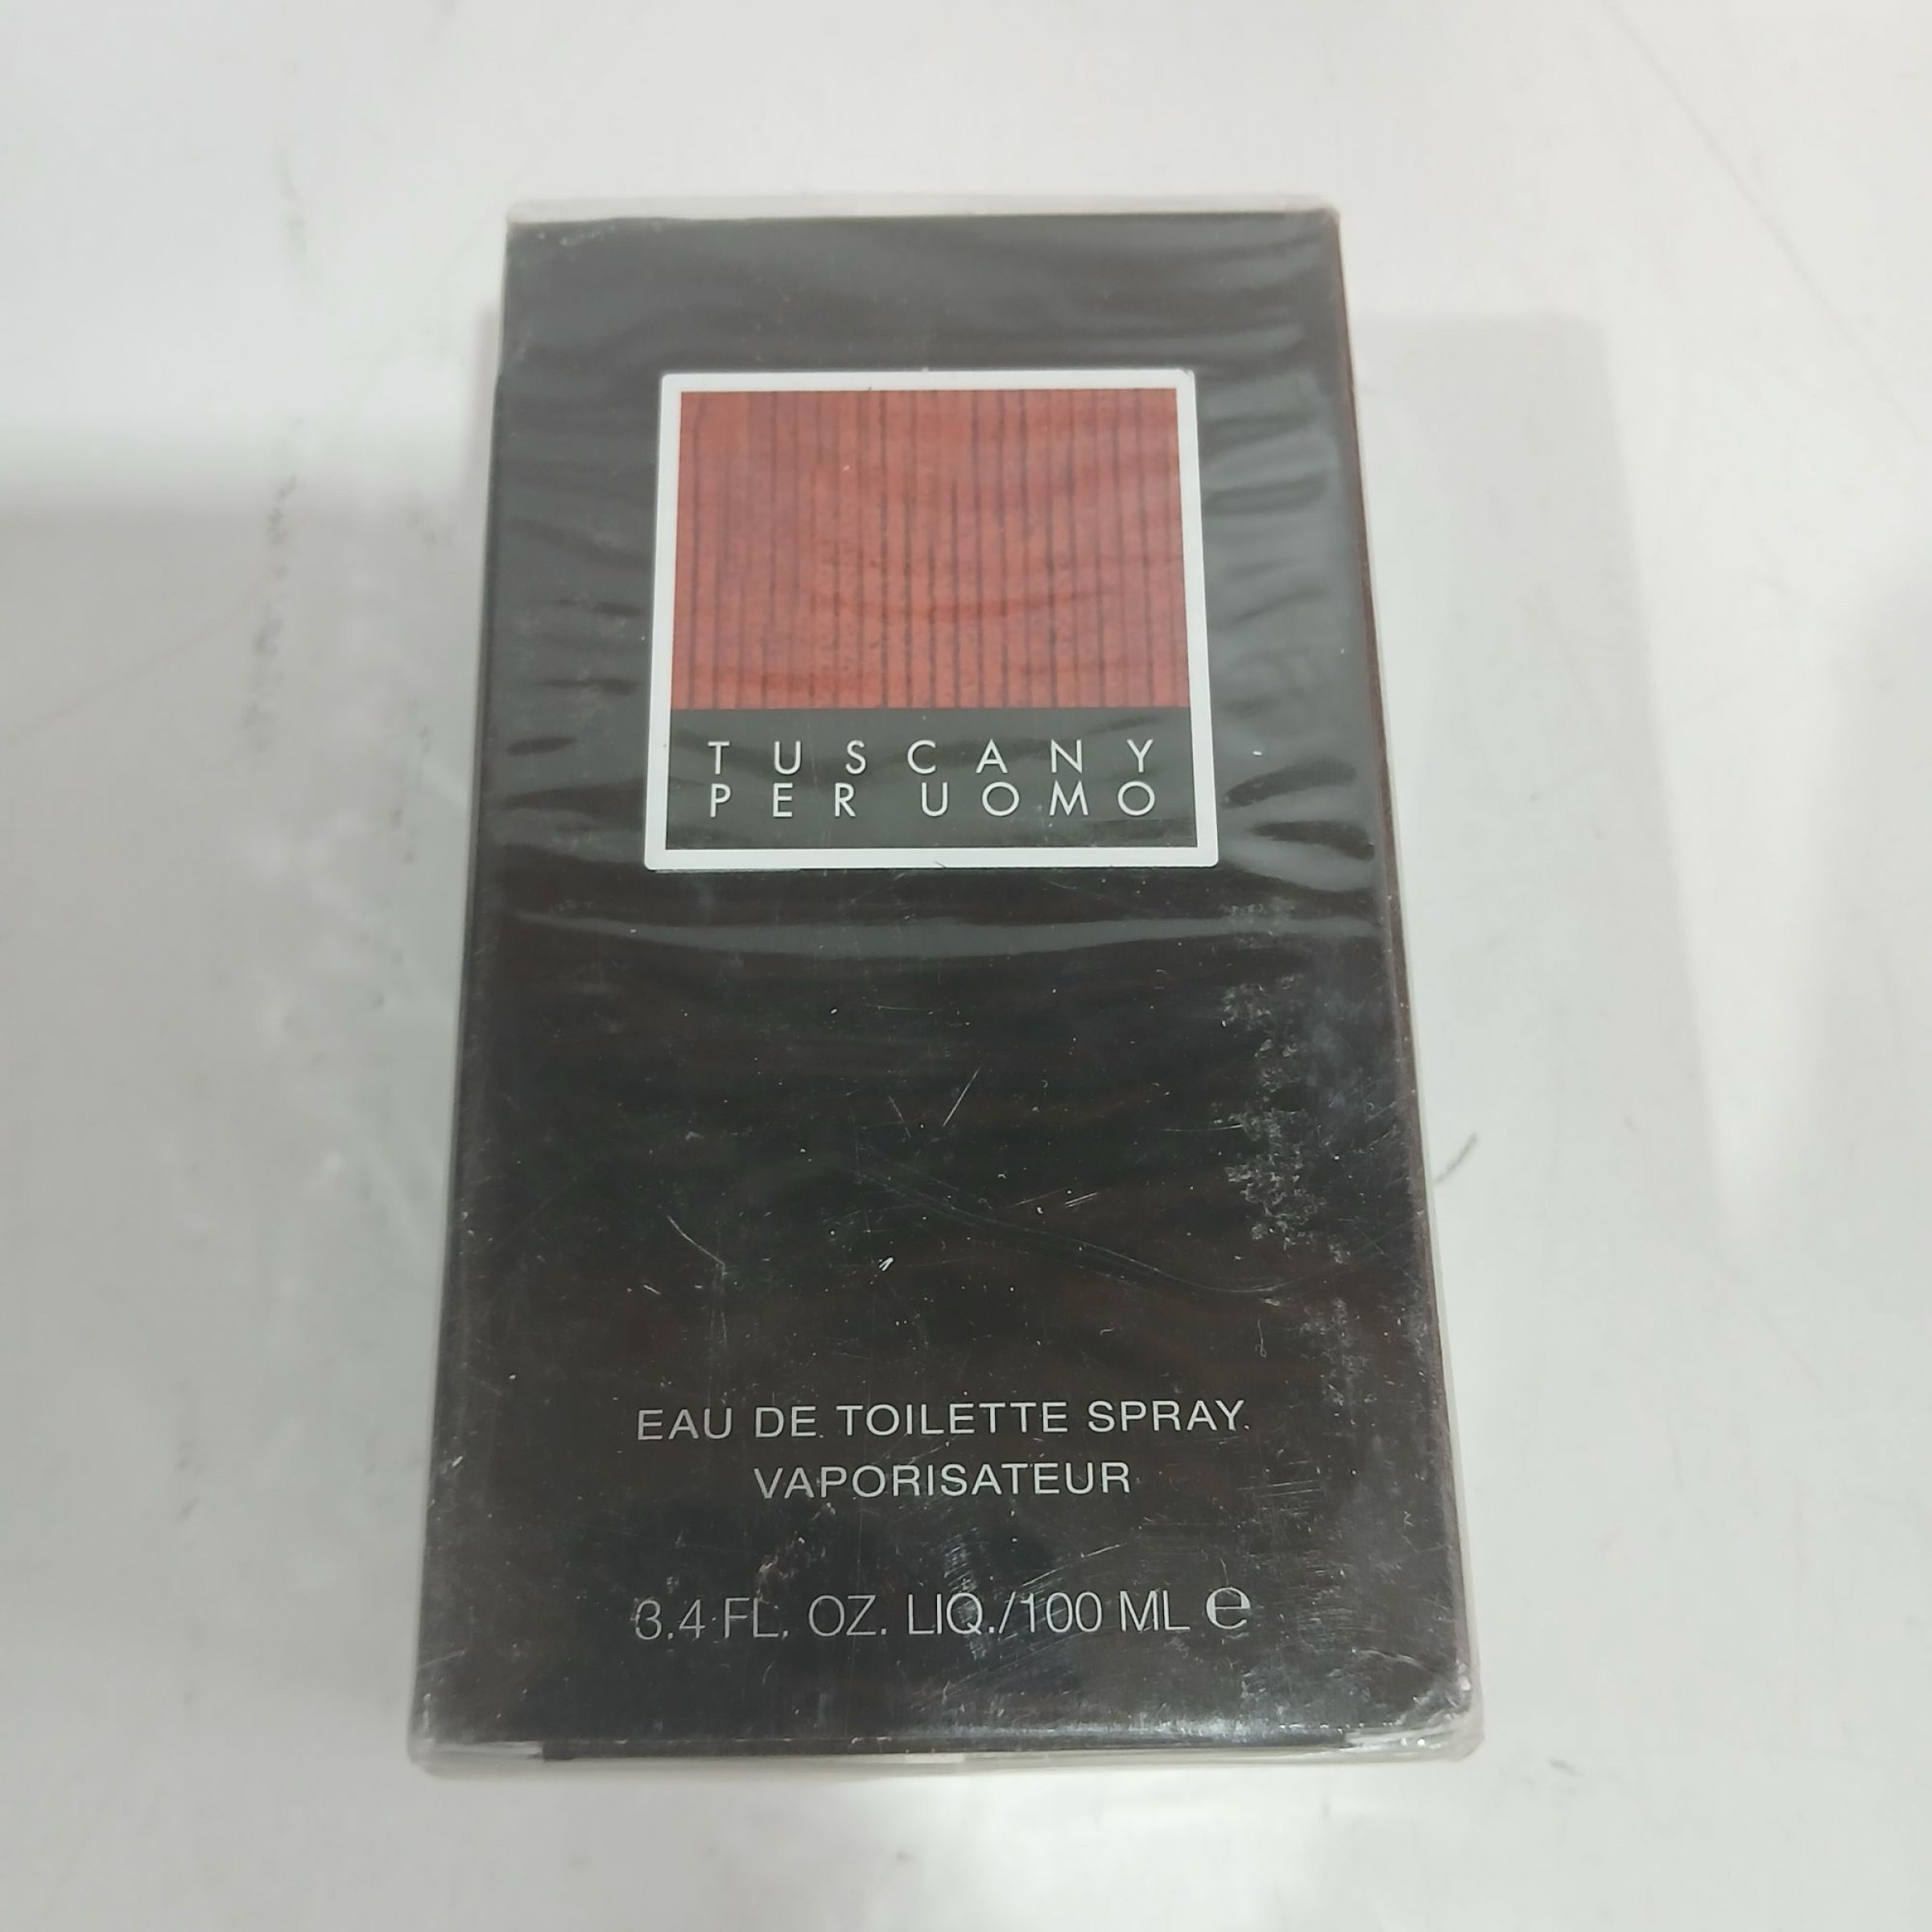 TUSCANY
PER UOMO
EAU DE TOILETTE SPRAY
VAPORISATEUR
3.4 FL. OZ. LIQ./100 ML ℮